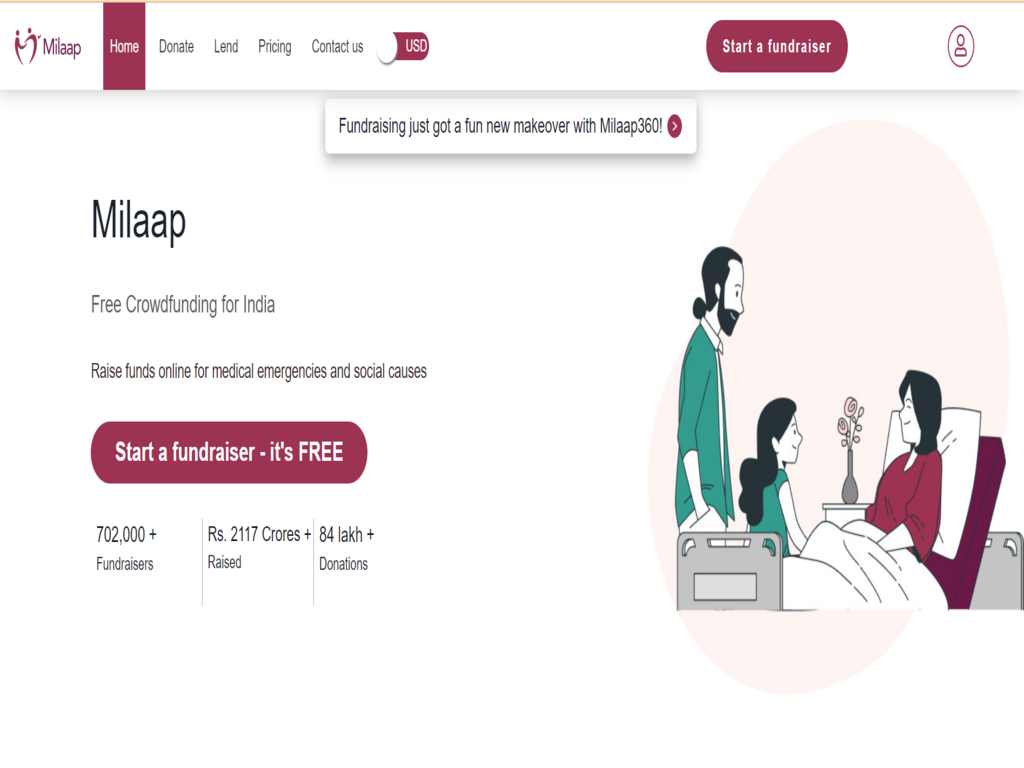 Milaap
Home
Donate
Lend
Pricing
Contact us
USD
Start a fundraiser
Fundraising just got a fun new makeover with Milaap360!
Milaap
Free Crowdfunding for India
Raise funds online for medical emergencies and social causes
Start a fundraiser - it's FREE
702,000 +
Fundraisers
Rs. 2117 Crores +
Raised
84 lakh +
Donations